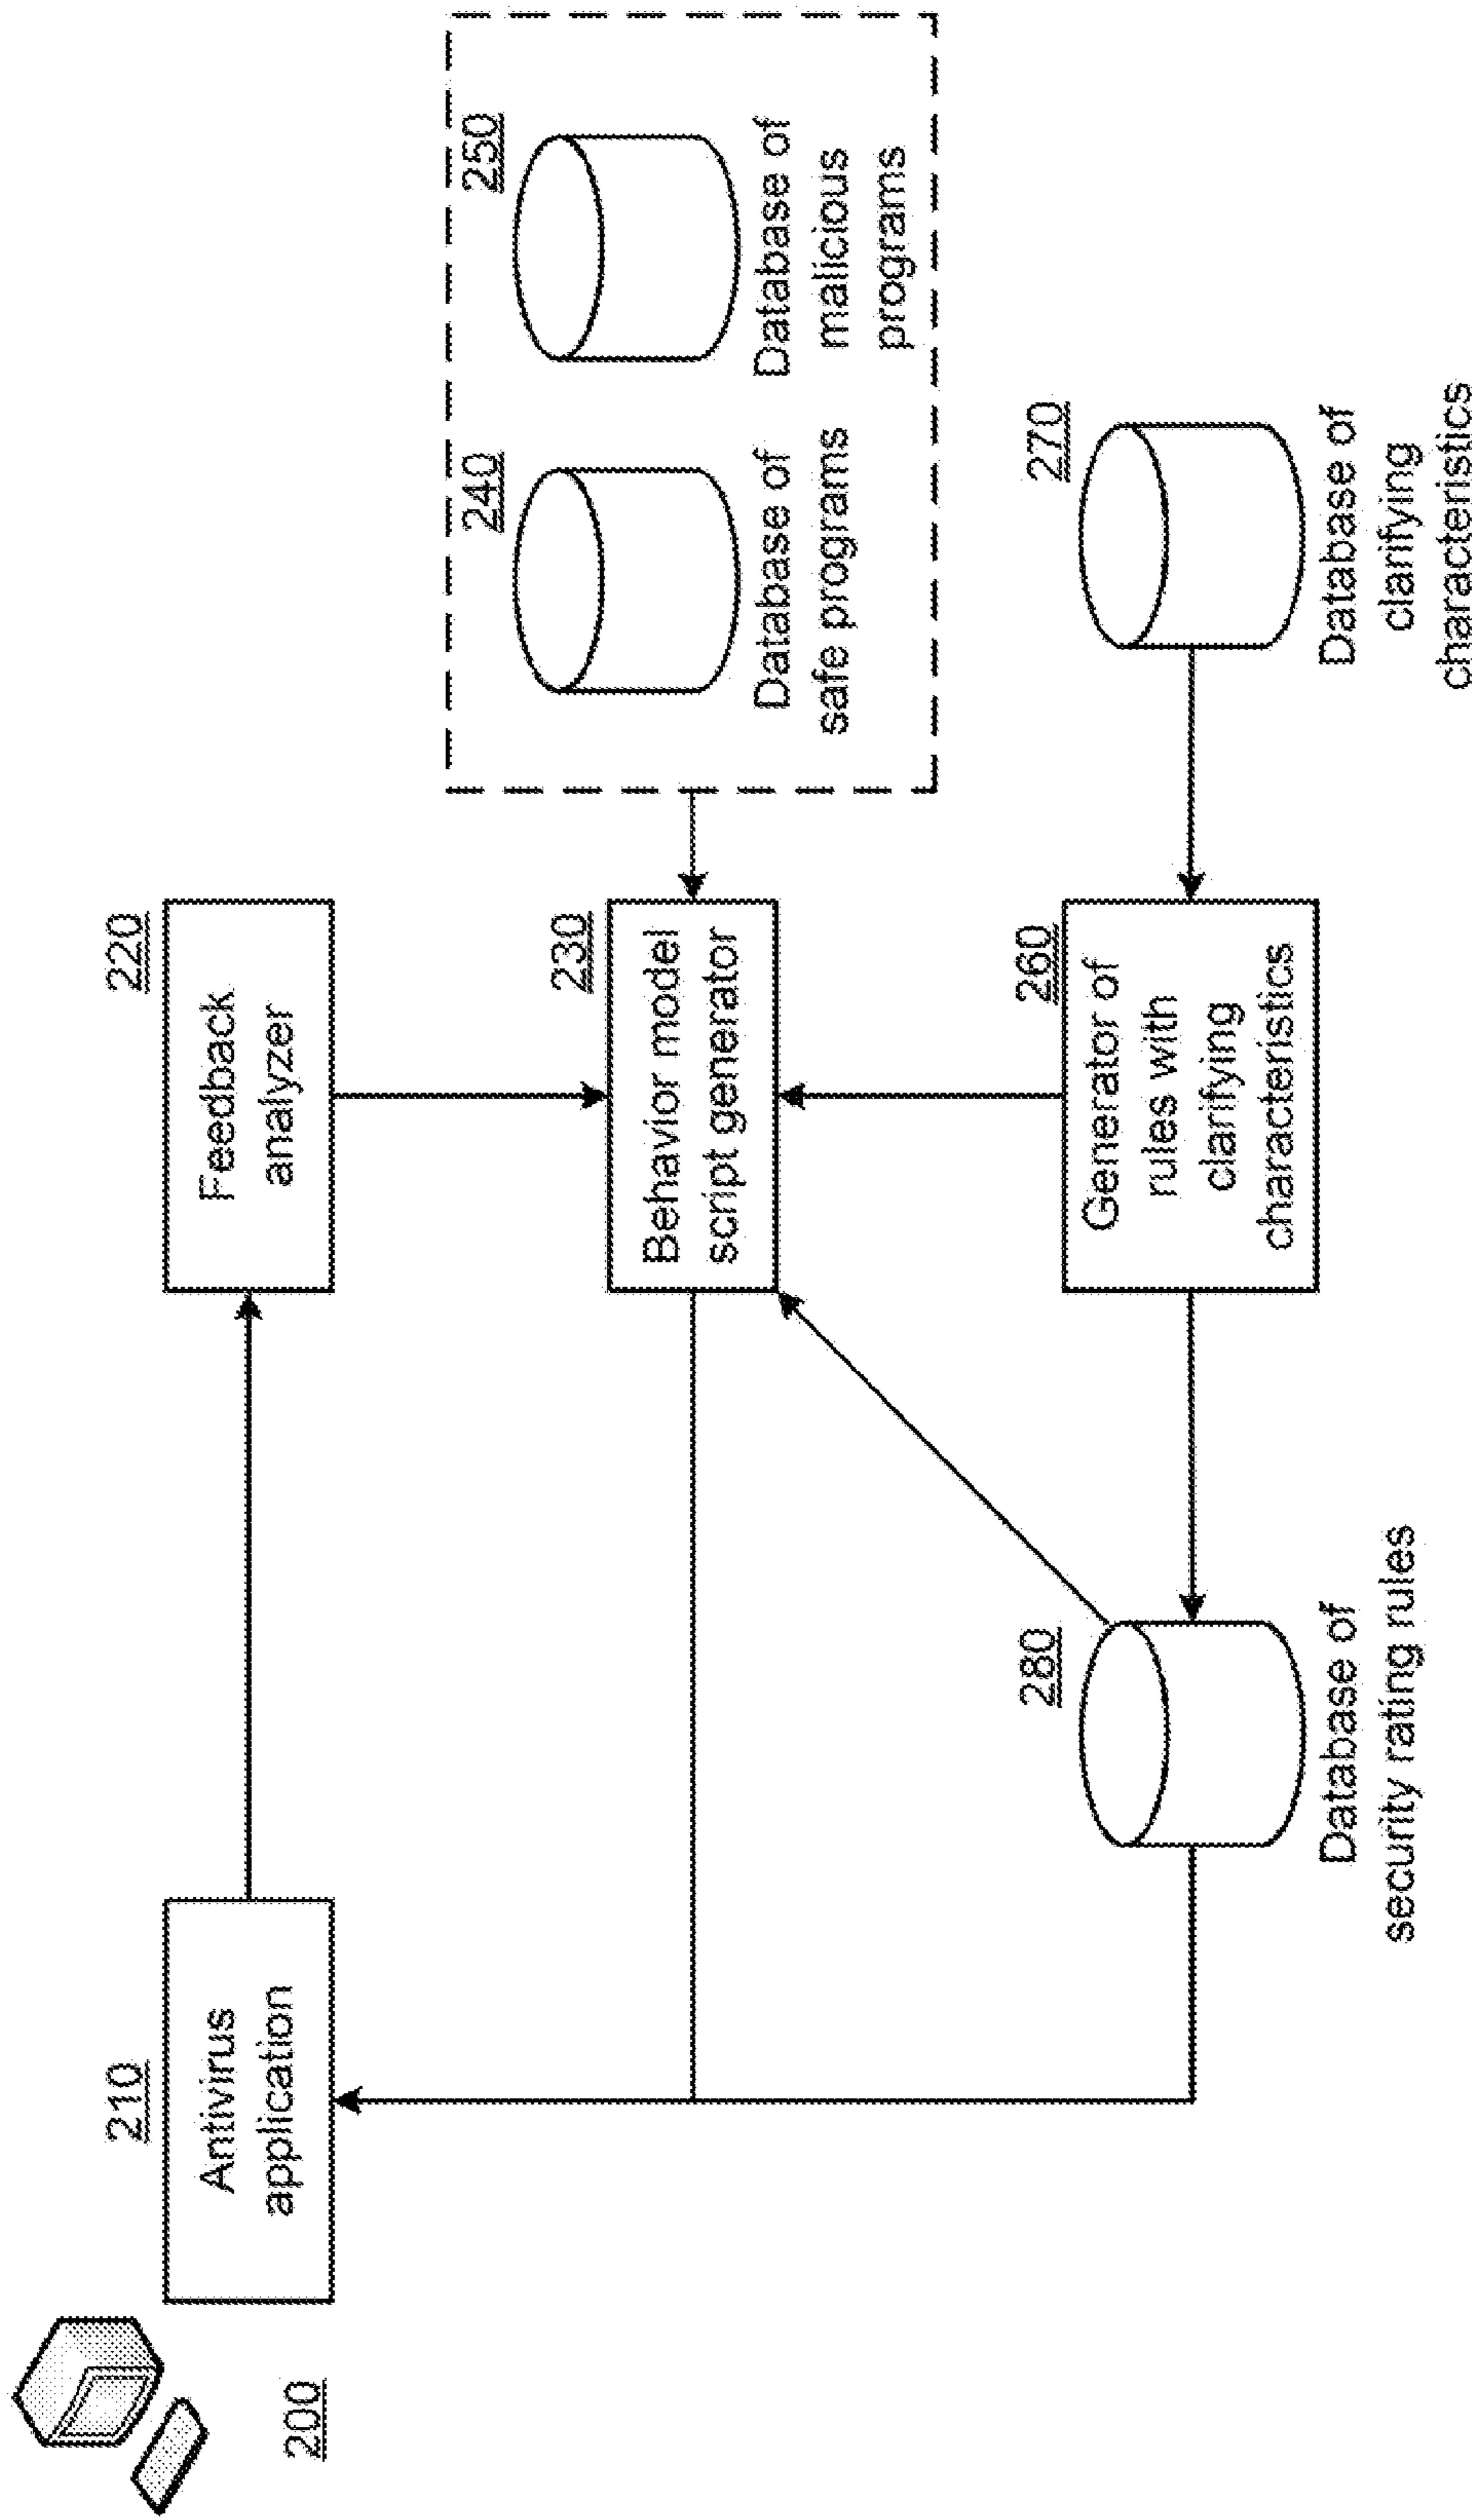 200
210
Antivirus
application
220
Feedback
analyzer
230
Behavior model
script generator
240
Database of
safe programs
250
Database of
malicious
programs
280
Database of
security rating rules
260
Generator of
rules with
clarifying
characteristics
270
Database of
clarifying
characteristics